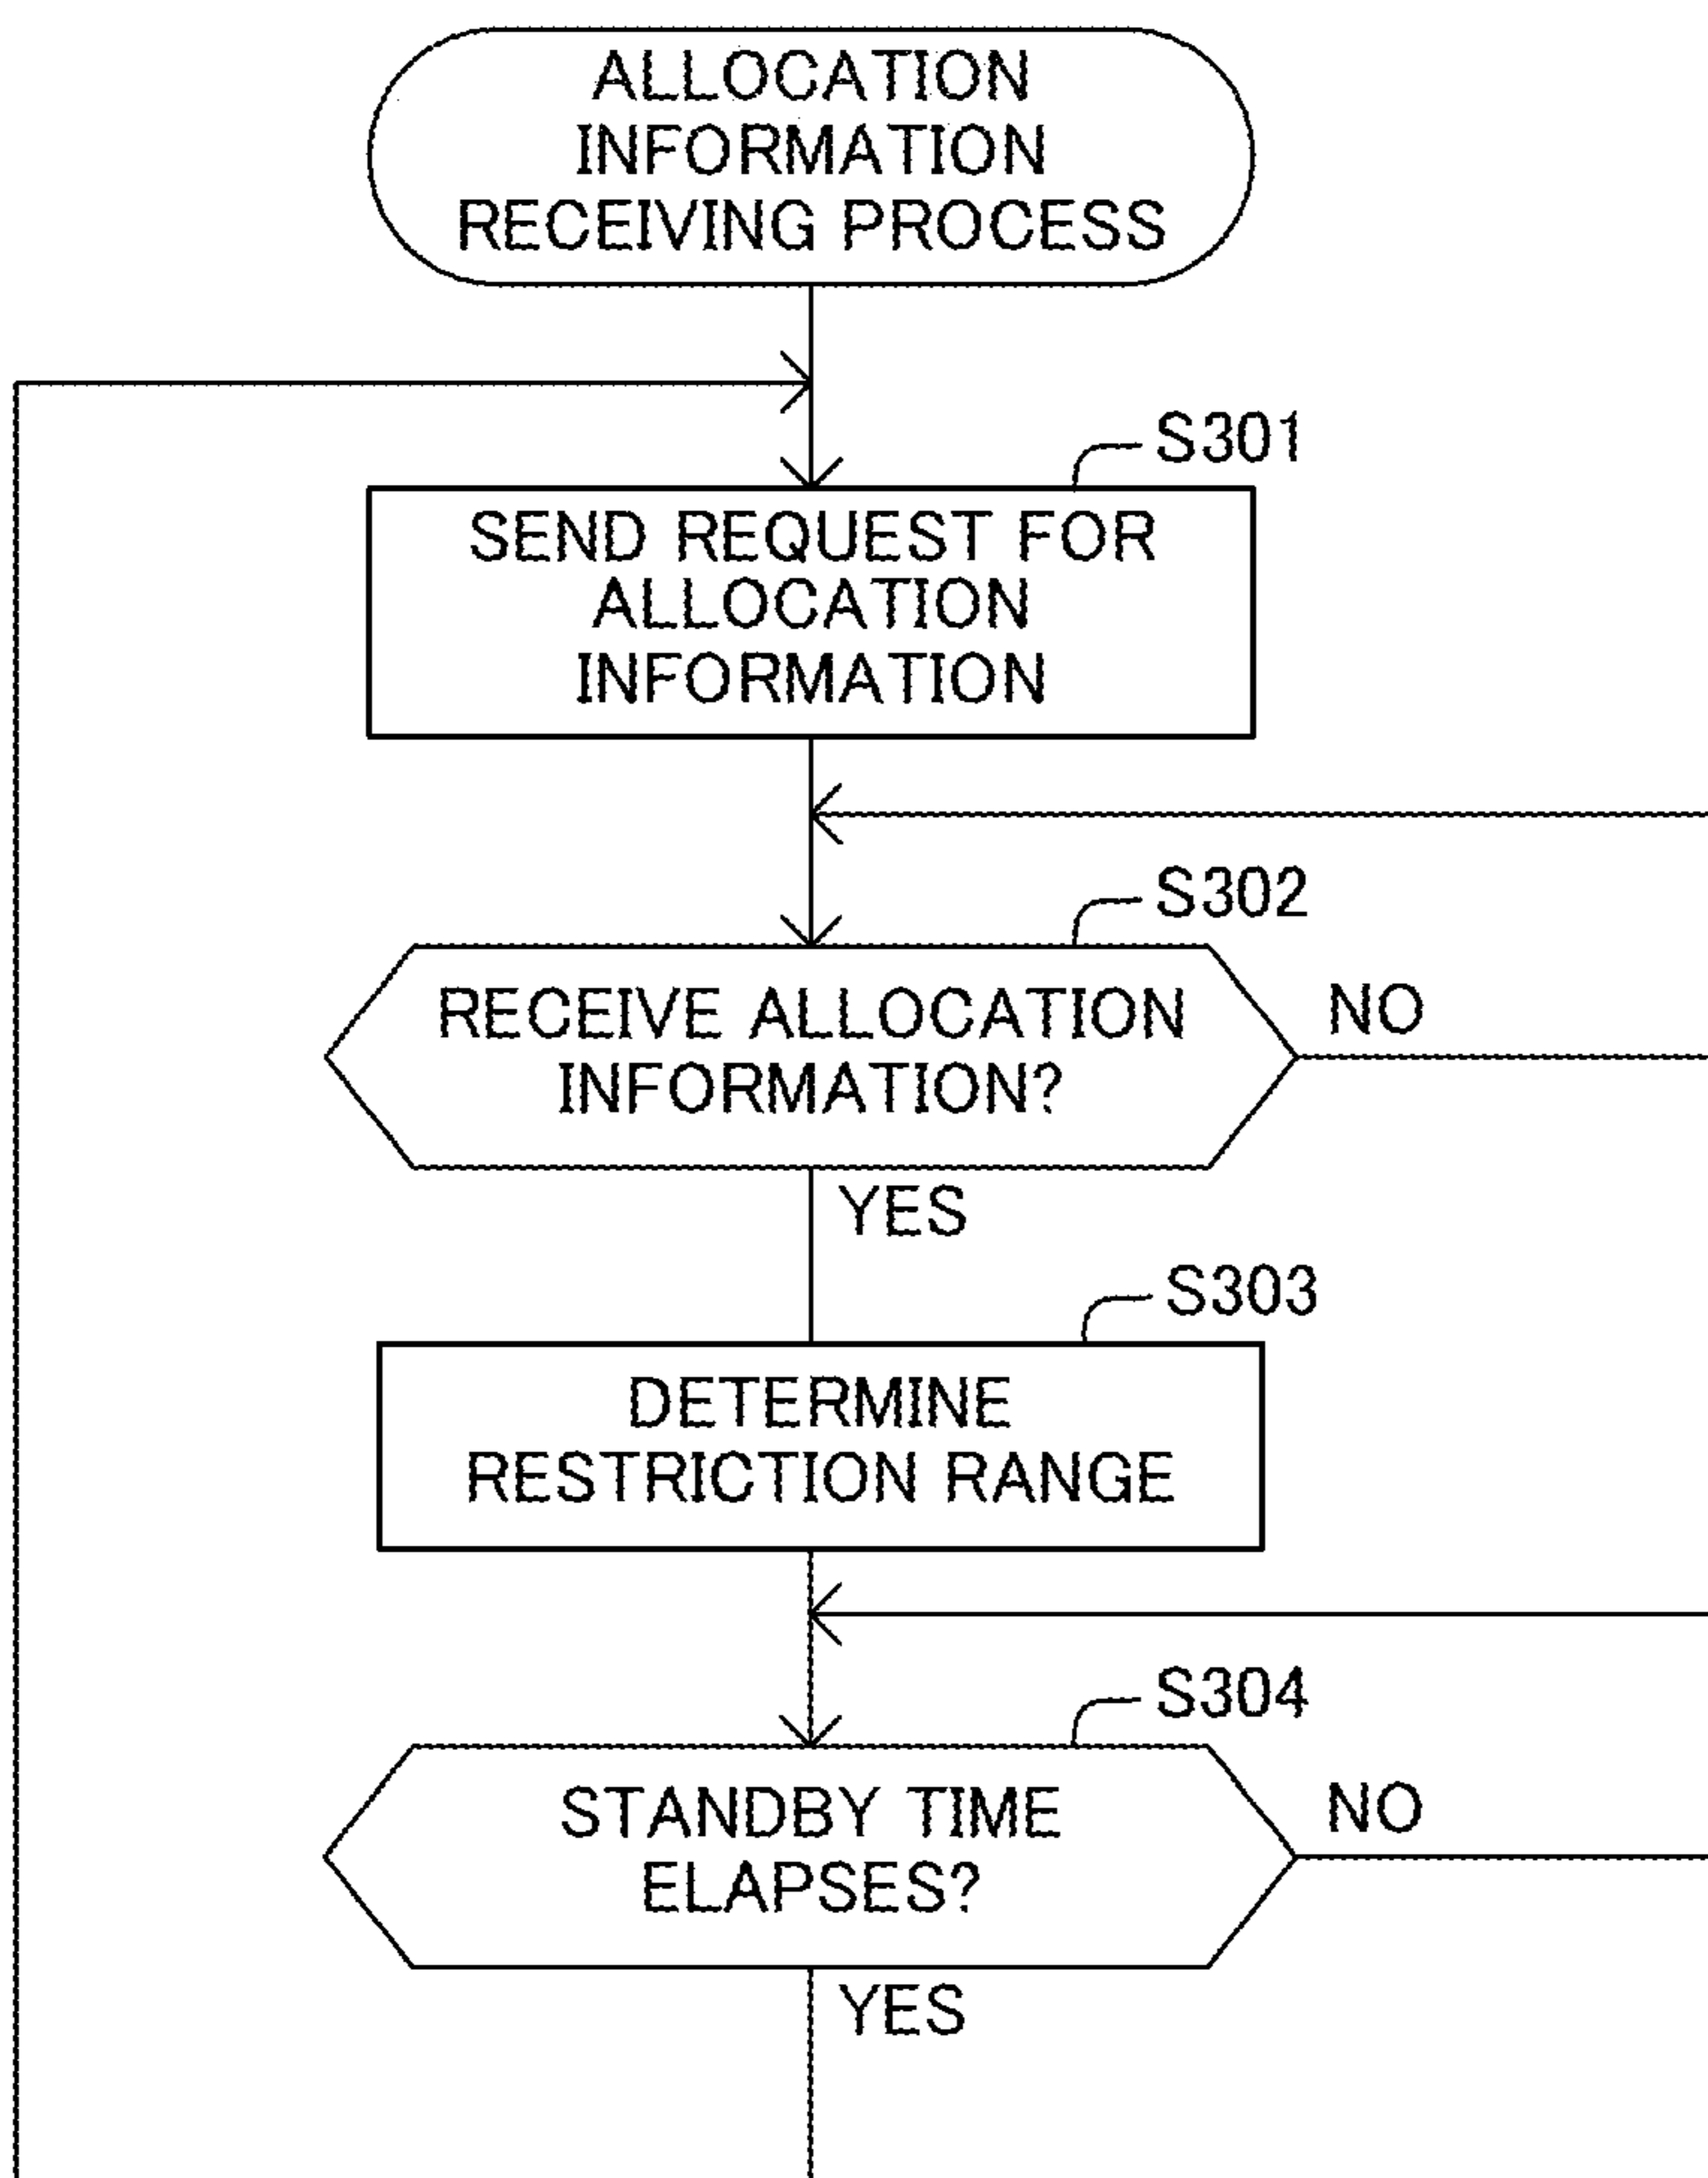 ALLOCATION
INFORMATION
RECEIVING PROCESS
S301
SEND REQUEST FOR
ALLOCATION
INFORMATION
S302
RECEIVE ALLOCATION
INFORMATION?
NO
YES
S303
DETERMINE
RESTRICTION RANGE
S304
STANDBY TIME
ELAPSES?
NO
YES